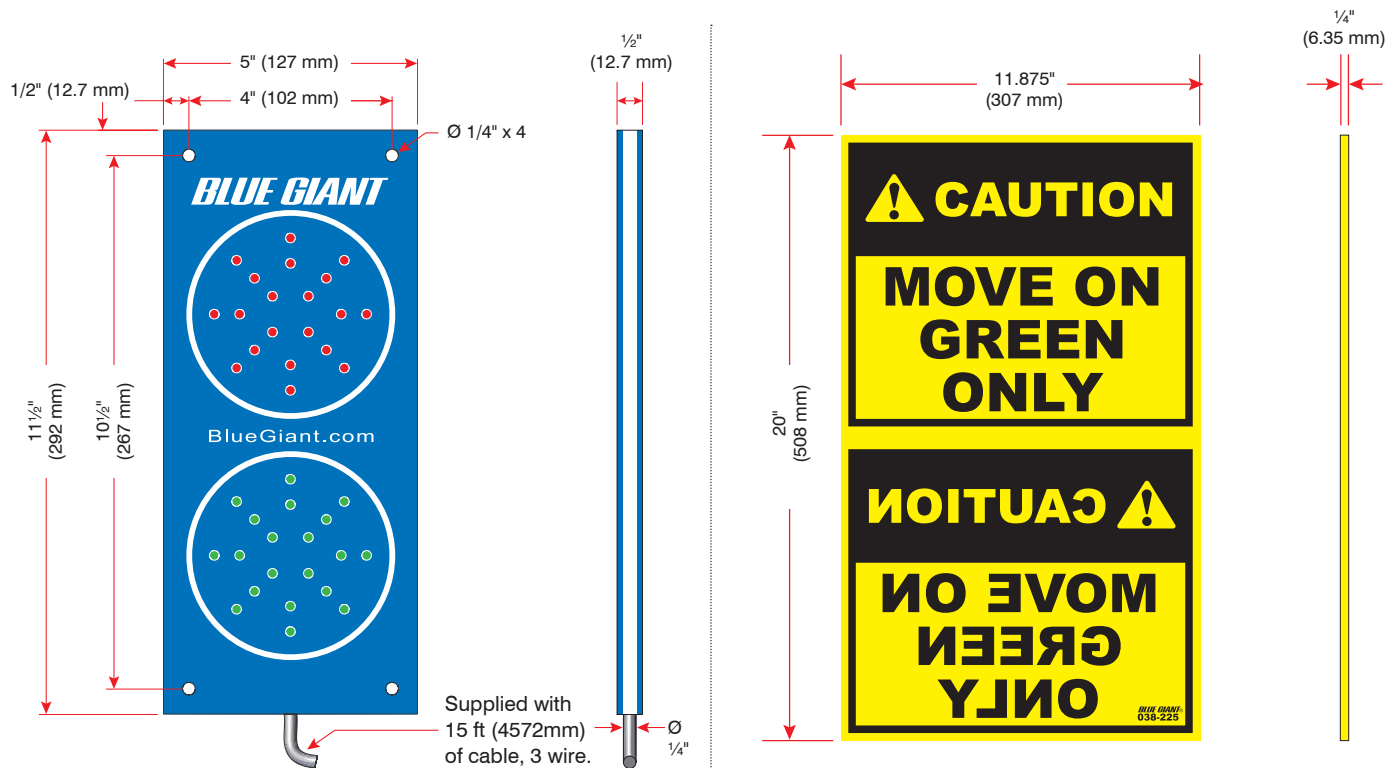 5" (127 mm)
1/2" (12.7 mm)
4" (102 mm)
Ø 1/4" x 4
½"
(12.7 mm)
BLUE GIANT
11½"
(292 mm)
10½"
(267 mm)
BlueGiant.com
Supplied with
15 ft (4572mm)
of cable, 3 wire.
Ø
¼"
11.875"
(307 mm)
¼"
(6.35 mm)
20"
(508 mm)
CAUTION
MOVE ON
GREEN
ONLY
CAUTION
MOVE ON
GREEN
ONLY
BLUE GIANT®
038-225